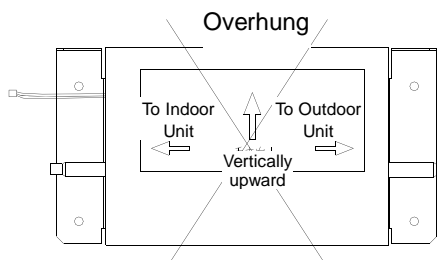 Overhung
To Indoor
Unit
To Outdoor
Unit
Vertically
upward